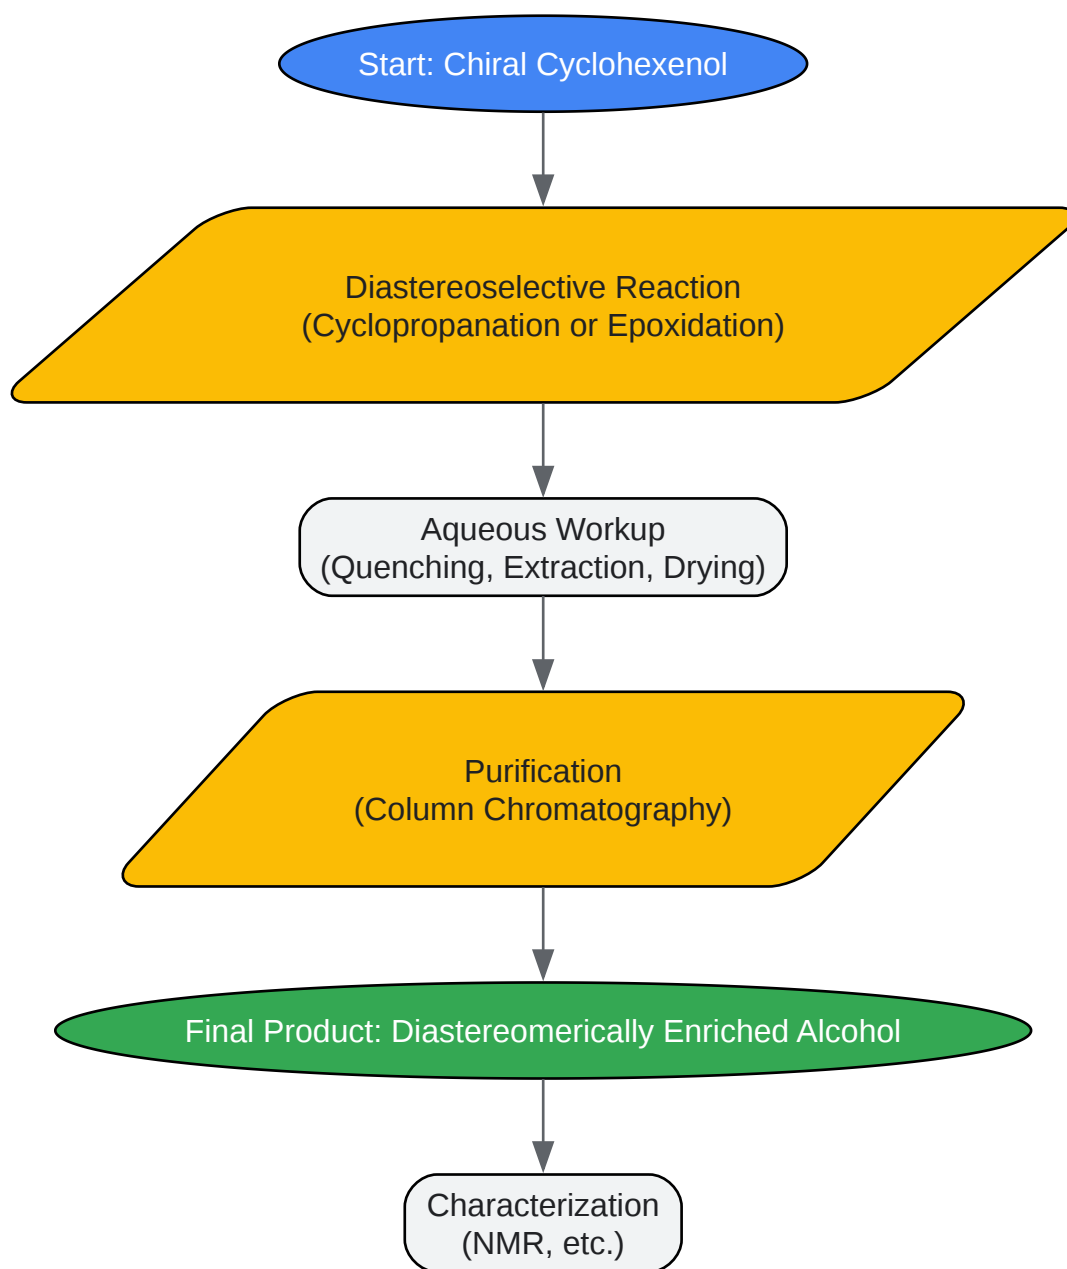 Start: Chiral Cyclohexenol
Diastereoselective Reaction
(Cyclopropanation or Epoxidation)
Aqueous Workup
(Quenching, Extraction, Drying)
Purification
(Column Chromatography)
Final Product: Diastereomerically Enriched Alcohol
Characterization
(NMR, etc.)